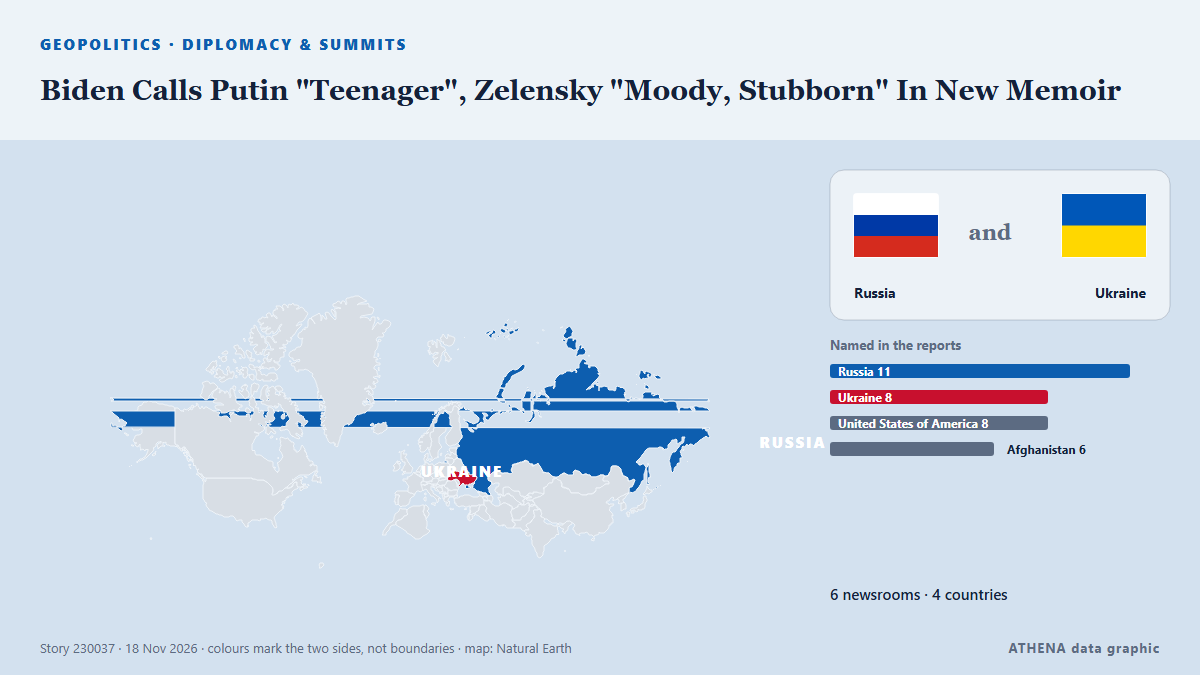 GEOPOLITICS · DIPLOMACY & SUMMITS
Biden Calls Putin "Teenager", Zelensky "Moody, Stubborn" In New Memoir
and
Russia
Ukraine
Named in the reports
Russia 11
Ukraine 8
United States of America 8
Afghanistan 6
RUSSIA
UKRAINE
6 newsrooms · 4 countries
Story 230037 · 18 Nov 2026 · colours mark the two sides, not boundaries · map: Natural Earth
ATHENA data graphic